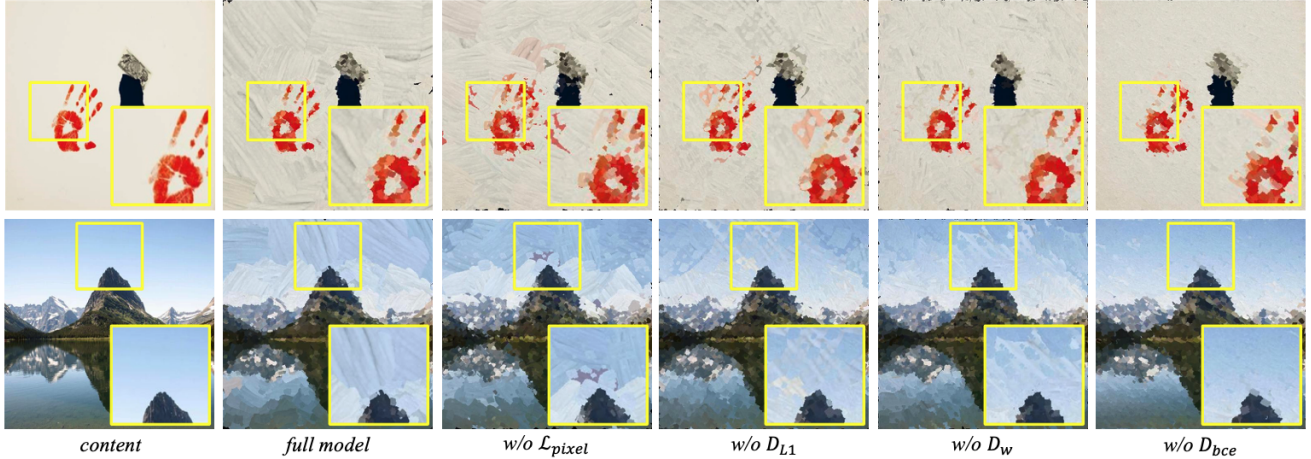 content full model w/o ℒ_pixel w/o D_L1 w/o D_w w/o D_bce